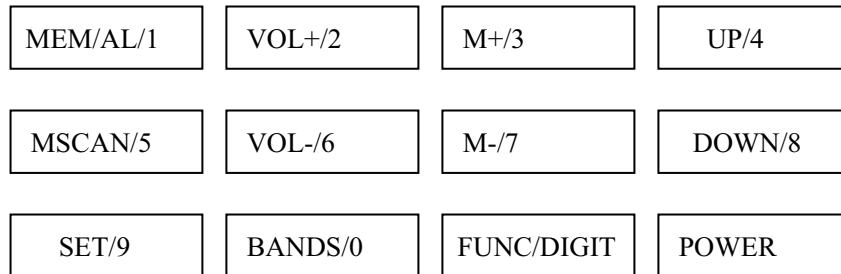 MEM/AL/1 VOL+/2 M+/3 UP/4
MSCAN/5 VOL-/6 M-/7 DOWN/8
SET/9 BANDS/0 FUNC/DIGIT POWER